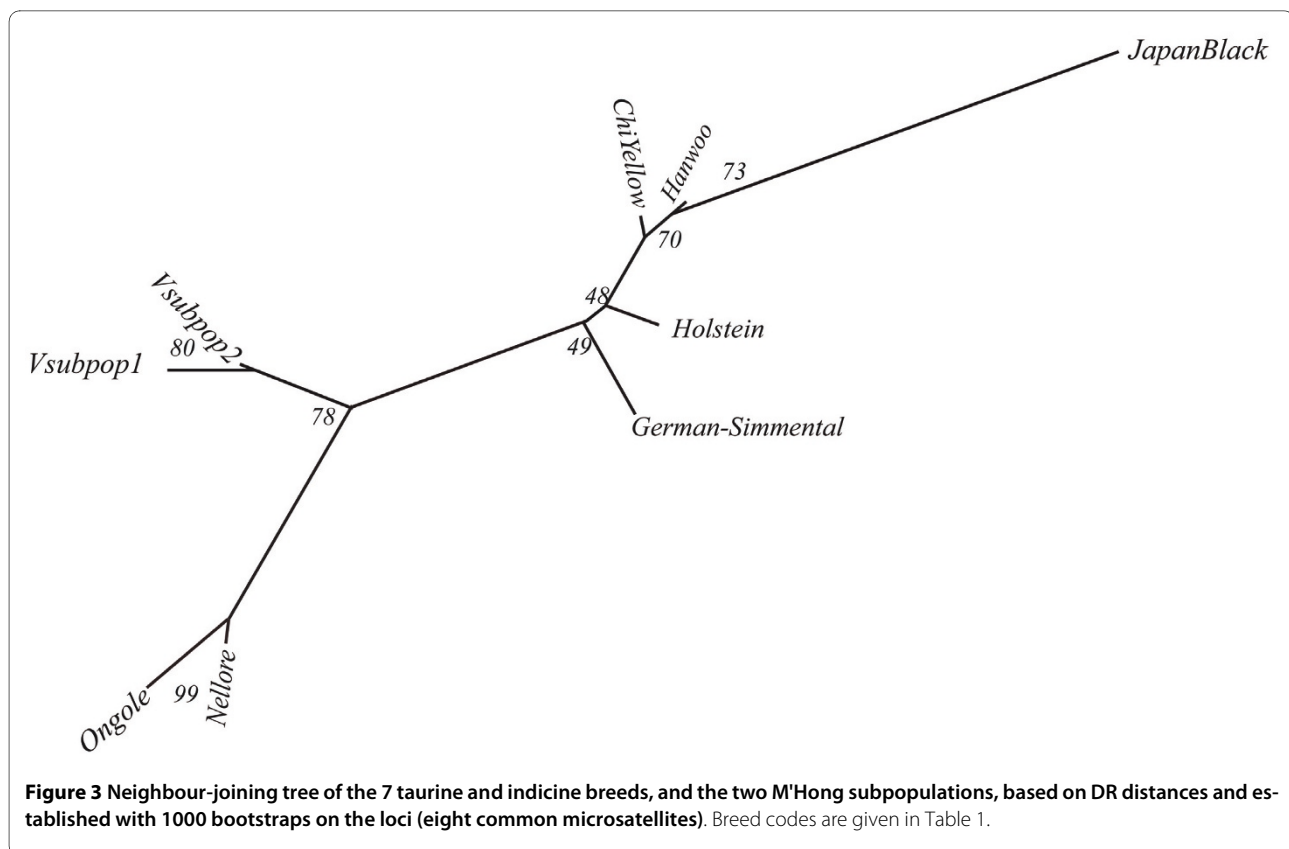 JapanBlack
ChiYellow
Hanwoo
73
70
48
Holstein
49
German-Simmental
Vsubpop2
80
Vsubpop1
78
Ongole
99
Nellore
Figure 3 Neighbour-joining tree of the 7 taurine and indicine breeds, and the two M'Hong subpopulations, based on DR distances and es-
tablished with 1000 bootstraps on the loci (eight common microsatellites). Breed codes are given in Table 1.